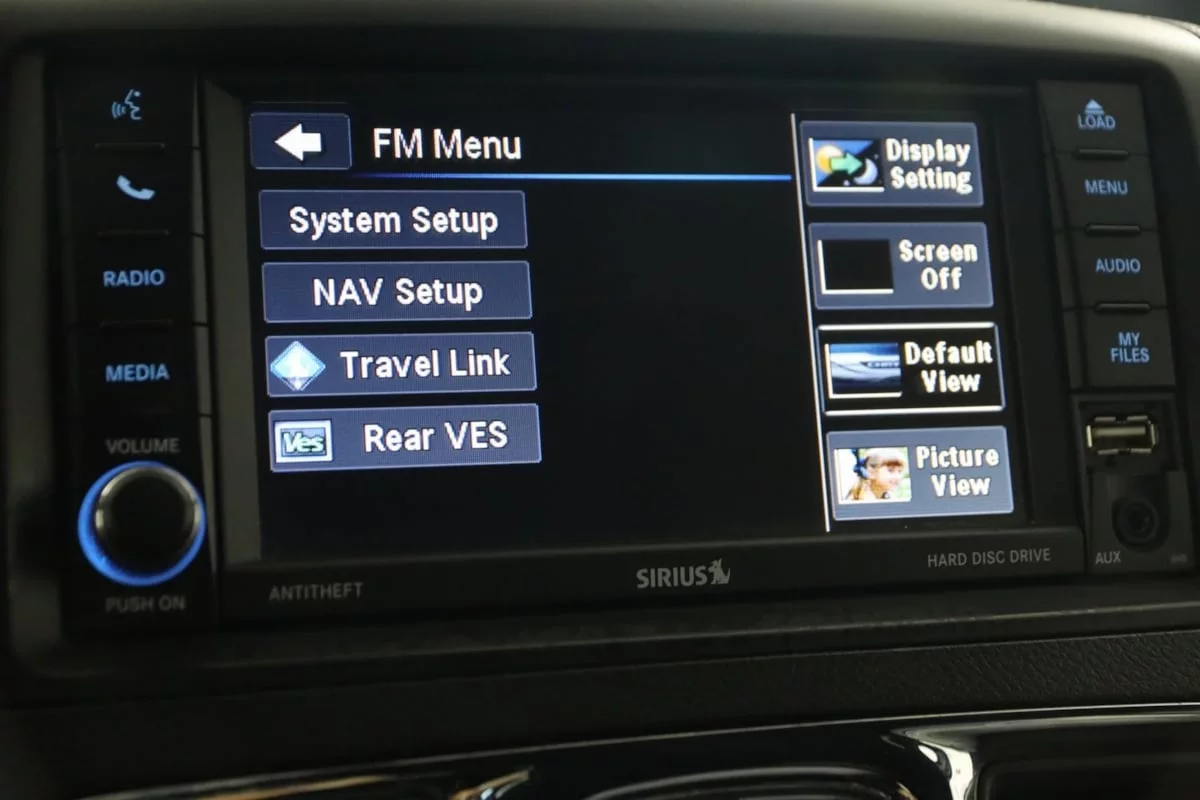 FM Menu
System Setup
NAV Setup
Travel Link
Ves
Rear VES
Display
Setting
Screen
Off
Default
View
Picture
View
RADIO
MEDIA
VOLUME
PUSH ON
LOAD
MENU
AUDIO
MY
FILES
AUX
ANTITHEFT
SIRIUS
HARD DISC DRIVE